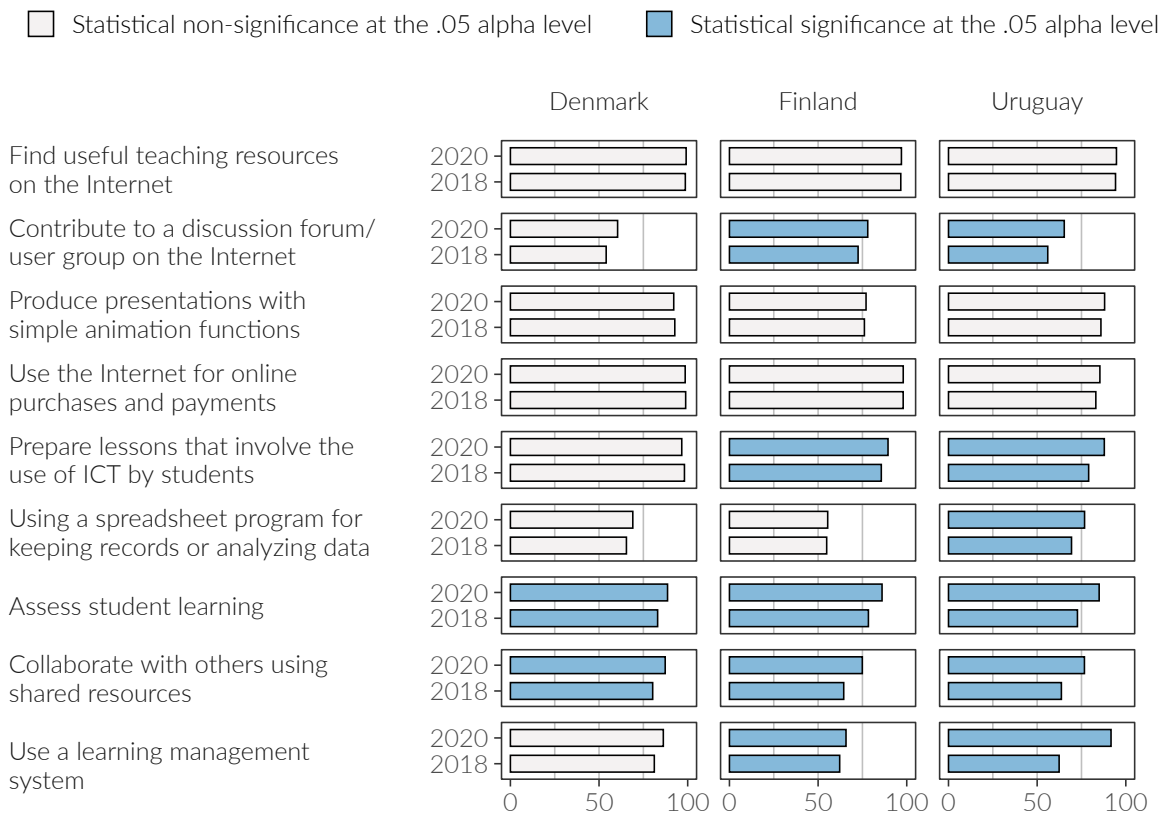 Statistical non-significance at the .05 alpha level
Statistical significance at the .05 alpha level
Denmark
Finland
Uruguay
Find useful teaching resources
on the Internet
2020
2018
Contribute to a discussion forum/
user group on the Internet
2020
2018
Produce presentations with
simple animation functions
2020
2018
Use the Internet for online
purchases and payments
2020
2018
Prepare lessons that involve the
use of ICT by students
2020
2018
Using a spreadsheet program for
keeping records or analyzing data
2020
2018
Assess student learning
2020
2018
Collaborate with others using
shared resources
2020
2018
Use a learning management
system
2020
2018
0 50 100 0 50 100 0 50 100